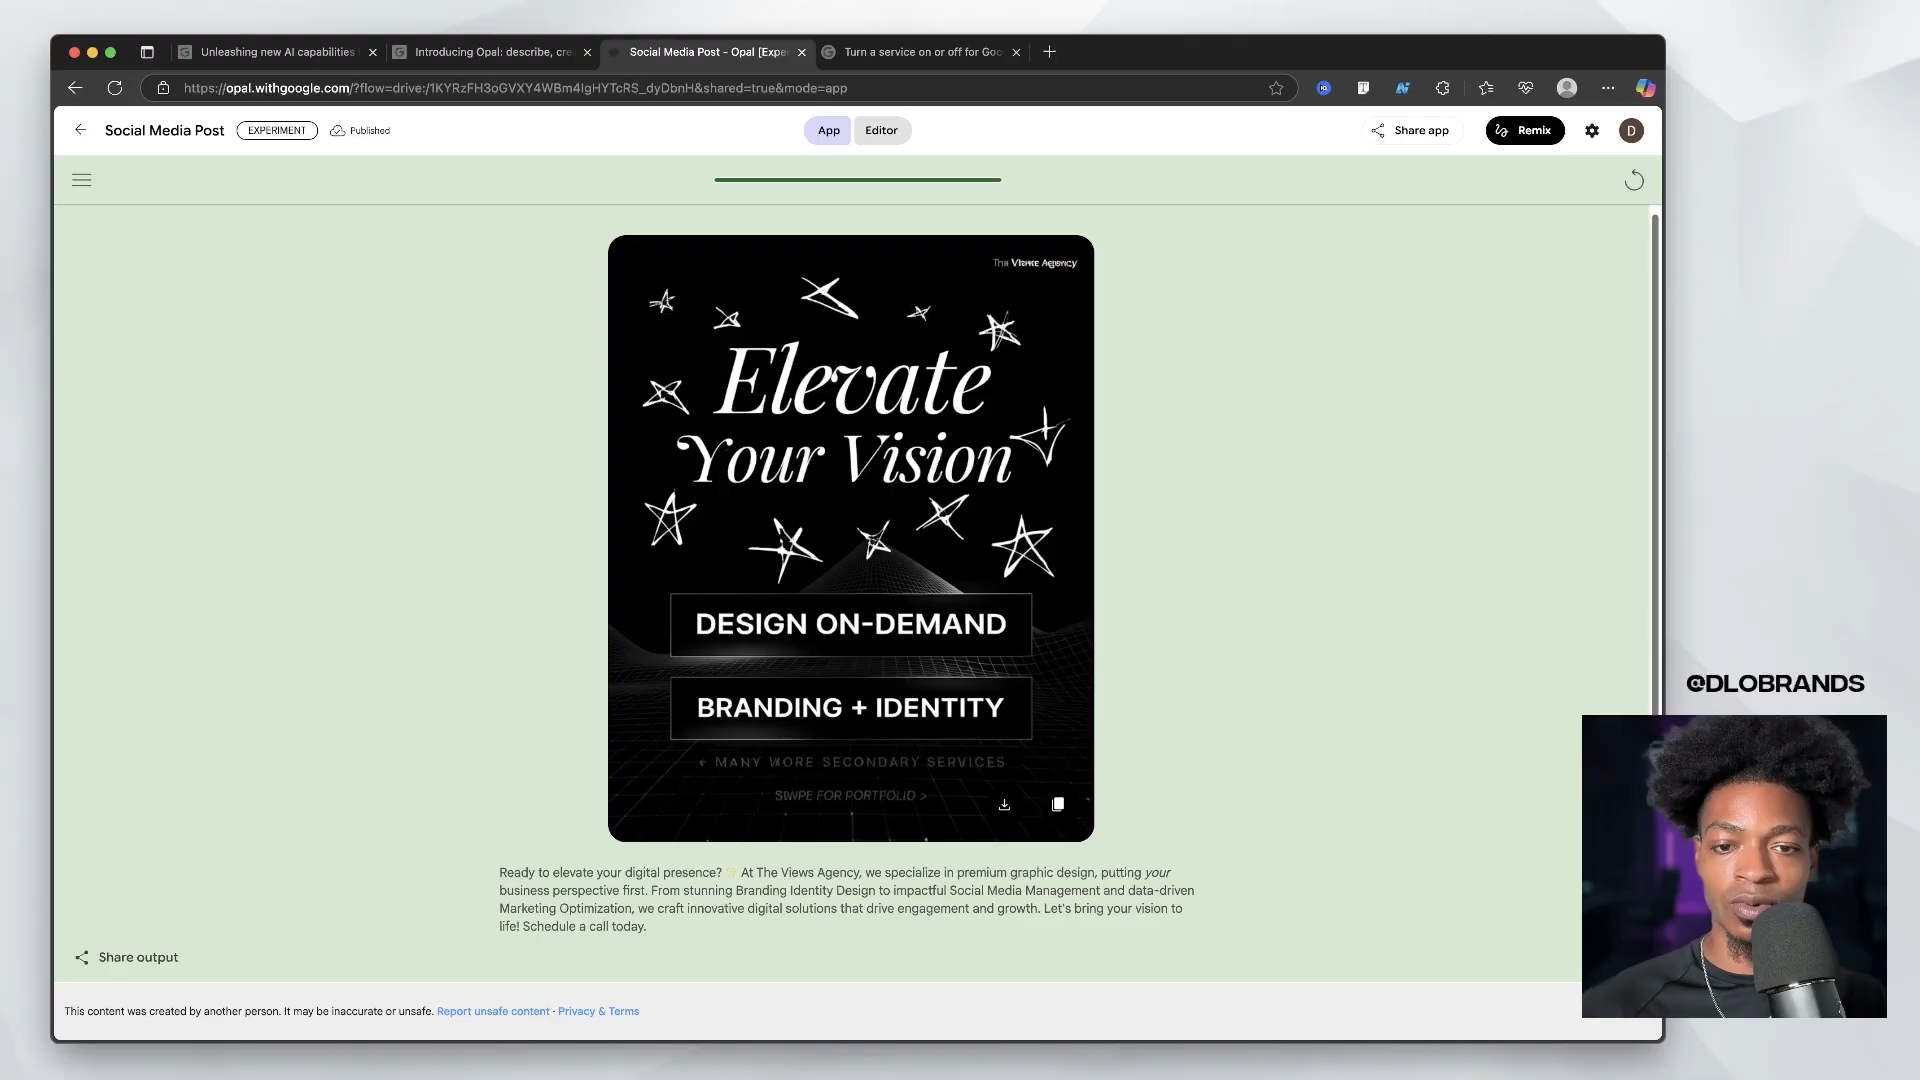 Unleashing new AI capabilities
Introducing Opal: describe, cre
Social Media Post - Opal [Expe
Turn a service on or off for Goo
https://opal.withgoogle.com/?flow=drive:/1KYRzFH3oGVXY4WBm4IgHYTcRS_dyDbnH&shared=true&mode=app
Social Media Post
EXPERIMENT
Published
App
Editor
Share app
Remix
D
The Agency
Elevate
Your Vision
DESIGN ON-DEMAND
BRANDING + IDENTITY
MANY WORE SECONDARY SERVICES
FOR PORTFOLIO >
Ready to elevate your digital presence? ✨ At The Views Agency, we specialize in premium graphic design, putting your
business perspective first. From stunning Branding Identity Design to impactful Social Media Management and data-driven
Marketing Optimization, we craft innovative digital solutions that drive engagement and growth. Let's bring your vision to
life! Schedule a call today.
Share output
This content was created by another person. It may be inaccurate or unsafe. Report unsafe content · Privacy & Terms
@DLOBRANDS